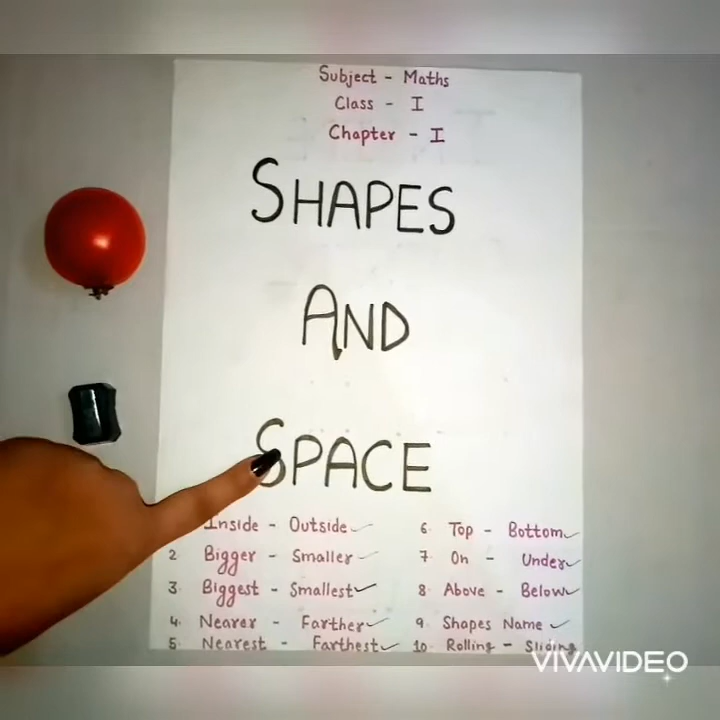 Subject - Maths
Class - I
Chapter - I
SHAPES
AND
SPACE
Inside - Outside ✓
2 Bigger - Smaller ✓
3. Biggest - Smallest ✓
4. Nearer - Farther ✓
5. Nearest - Farthest ✓
6. Top - Bottom ✓
7. On - Under ✓
8 Above - Below ✓
9. Shapes Name ✓
10. Rolling - Sliding
VIVAVIDEO